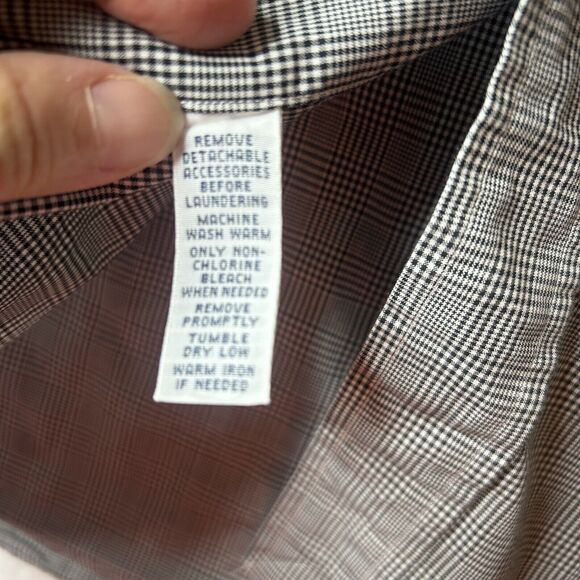 REMOVE
DETACHABLE
ACCESSORIES
BEFORE
LAUNDERING
MACHINE
WASH WARM
ONLY NON-
CHLORINE
BLEACH
WHEN NEEDED
REMOVE
PROMPTLY
TUMBLE
DRY LOW
WARM IRON
IF NEEDED